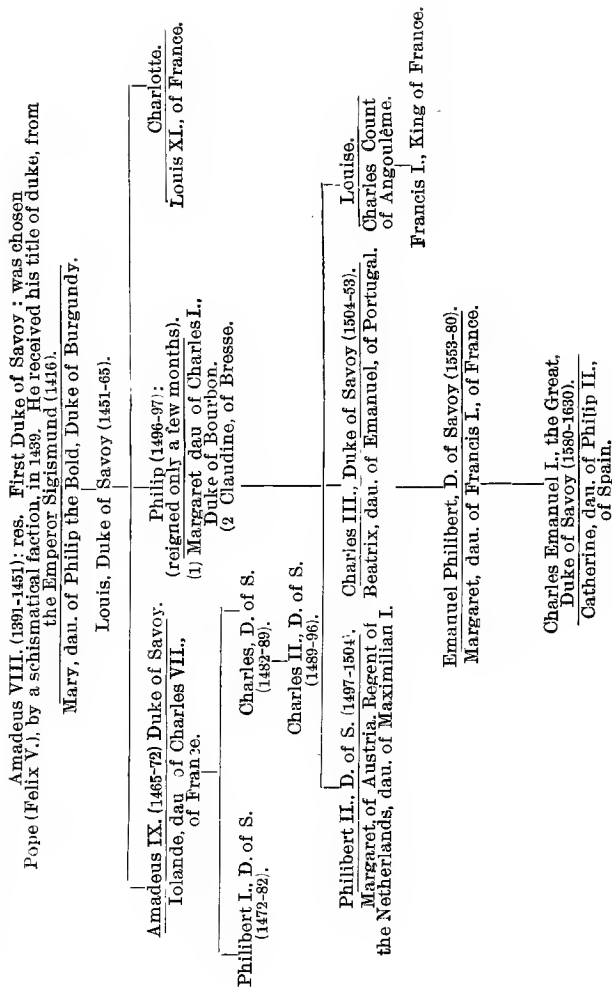 Amadeus VIII. (1391-1451): res. First Duke of Savoy : was chosen
Pope (Felix V.), by a schismatical faction, in 1439. He received his title of duke, from
the Emperor Sigismund (1416).
Mary, dau. of Philip the Bold, Duke of Burgundy.
Louis, Duke of Savoy (1451-65).
Amadeus IX. (1465-72) Duke of Savoy.
Iolande, dau of Charles VII.,
of France.
Philip (1496-97):
(reigned only a few months).
(1) Margaret dau of Charles I.,
Duke of Bourbon.
(2 Claudine, of Bresse.
Charlotte.
Louis XI., of France.
Philibert I., D. of S.
(1472-82).
Charles, D. of S.
(1482-89).
Charles II., D. of S.
(1489-96).
Philibert II., D. of S. (1497-1504).
Margaret, of Austria. Regent of
the Netherlands, dau. of Maximilian I.
Charles III., Duke of Savoy (1504-53).
Beatrix, dau. of Emanuel, of Portugal.
Louise.
Charles Count
of Angoulême.
Francis I., King of France.
Emanuel Philibert, D. of Savoy (1553-80).
Margaret, dau. of Francis I., of France.
Charles Emanuel I., the Great,
Duke of Savoy (1580-1630).
Catherine, dau. of Philip II.,
of Spain.